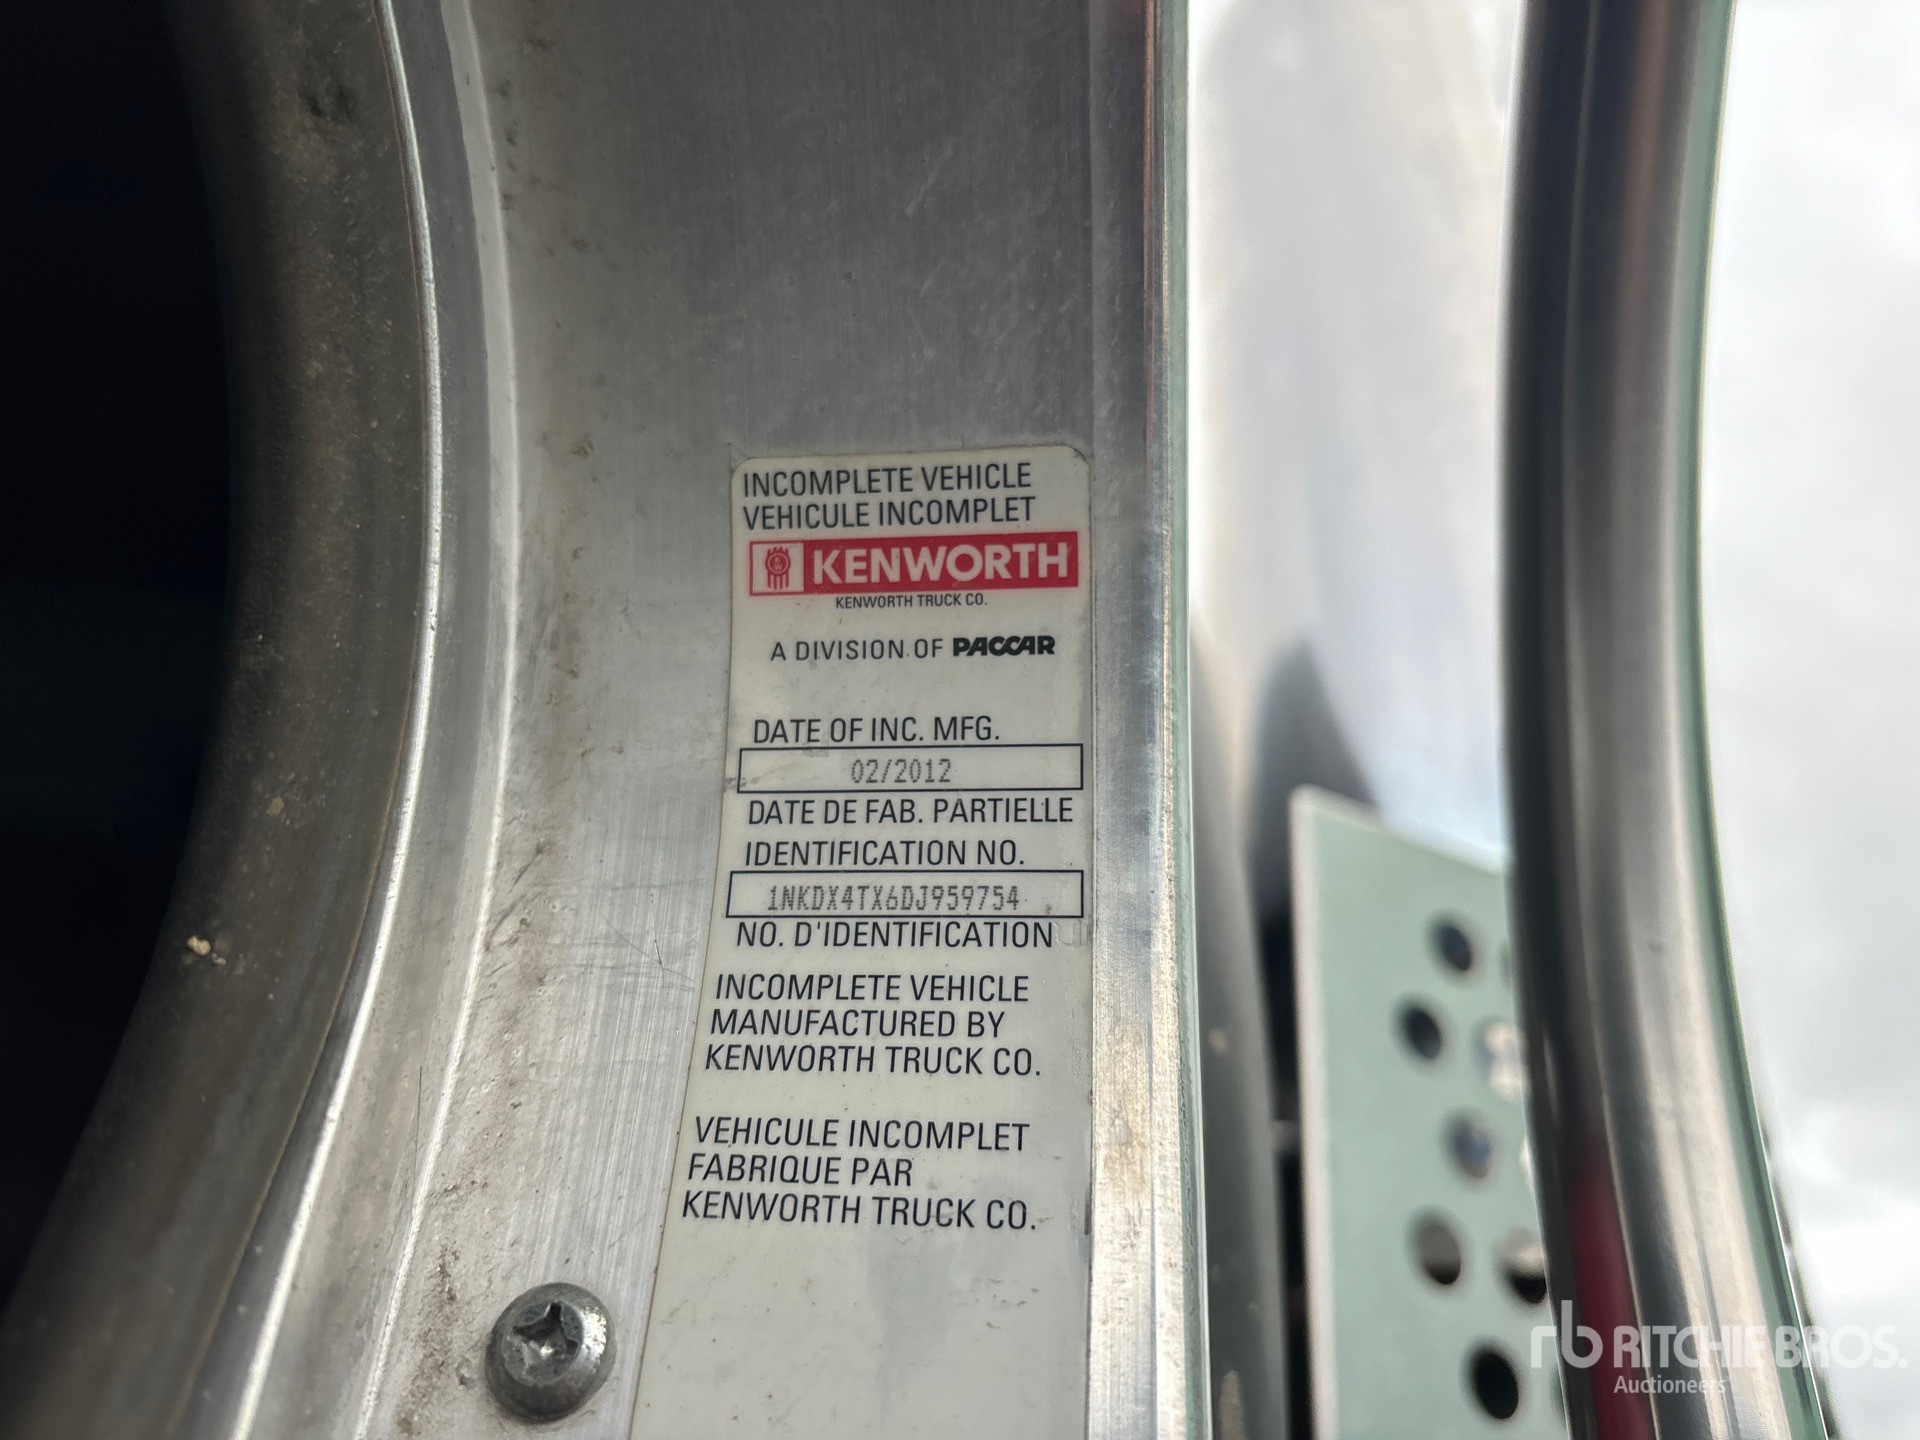 INCOMPLETE VEHICLE
VEHICULE INCOMPLET
KENWORTH
KENWORTH TRUCK CO.
A DIVISION OF PACCAR
DATE OF INC. MFG.
02/2012
DATE DE FAB. PARTIELLE
IDENTIFICATION NO.
1NKDX4TX6DJ959754
NO. D'IDENTIFICATION
INCOMPLETE VEHICLE
MANUFACTURED BY
KENWORTH TRUCK CO.
VEHICULE INCOMPLET
FABRIQUE PAR
KENWORTH TRUCK CO.
rb RITCHIE BROS.
Auctioneers